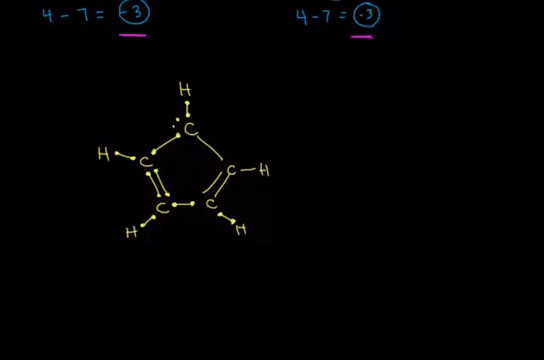 4 - 7 = -3
4 - 7 = -3
H
C
H C C H
C C
H H